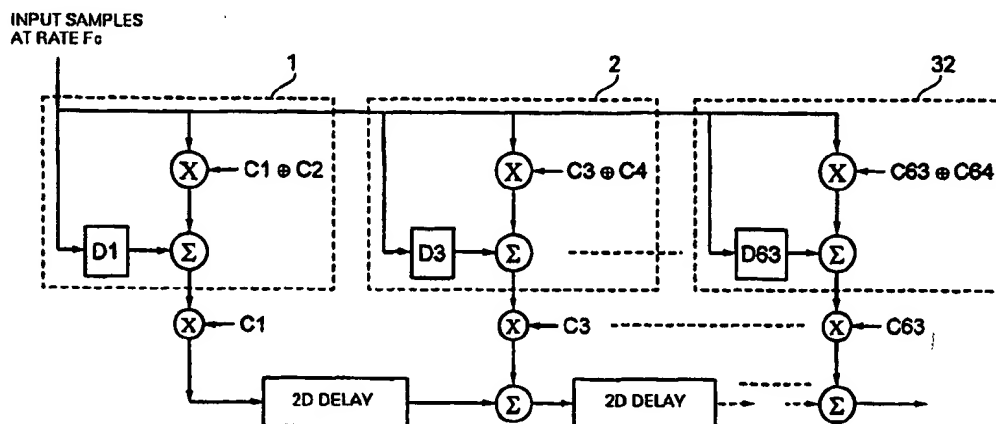 INPUT SAMPLES
AT RATE Fc
1
2
32
X
C1 ⊕ C2
X
C3 ⊕ C4
X
C63 ⊕ C64
D1
Σ
D3
Σ
D63
Σ
X
C1
X
C3
X
C63
2D DELAY
Σ
2D DELAY
Σ